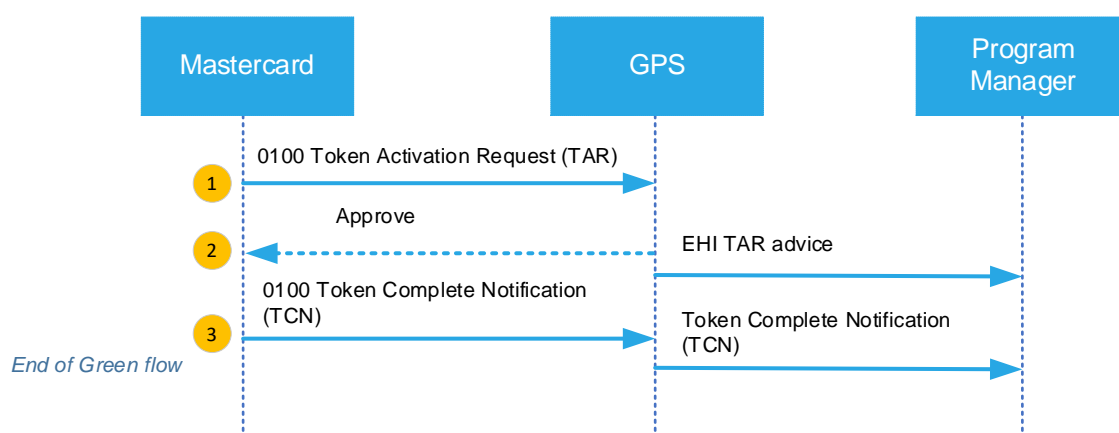 Mastercard
GPS
Program
Manager
0100 Token Activation Request (TAR)
1
Approve
2
EHI TAR advice
0100 Token Complete Notification
(TCN)
3
Token Complete Notification
(TCN)
End of Green flow